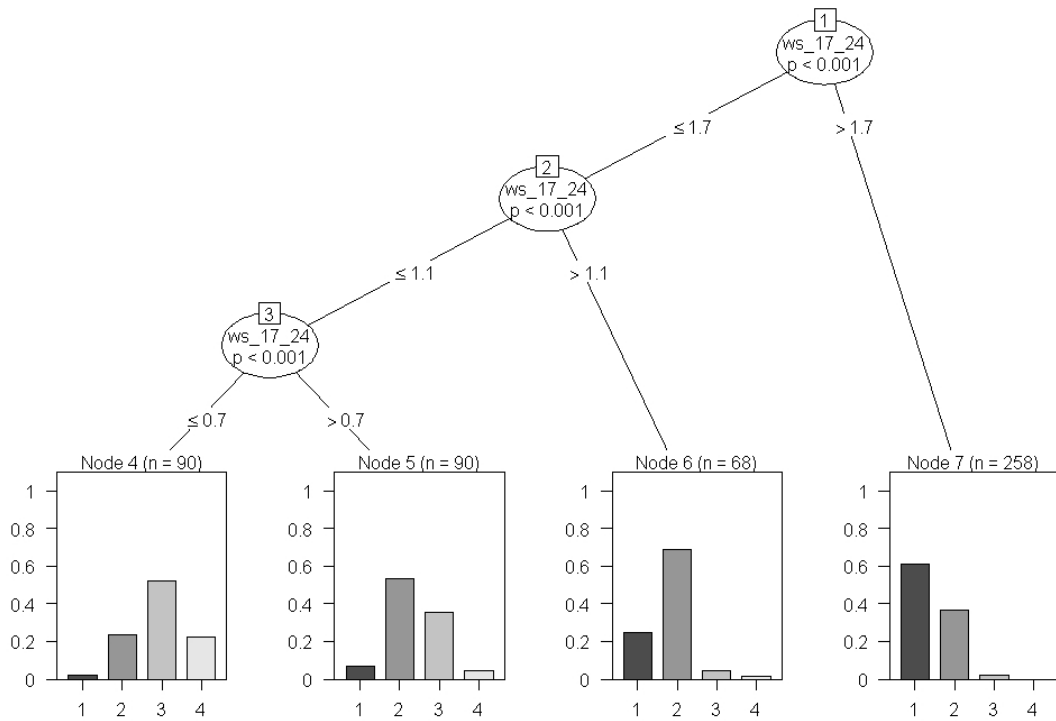 1
ws_17_24
p < 0.001
≤ 1.7
> 1.7
2
ws_17_24
p < 0.001
≤ 1.1
> 1.1
3
ws_17_24
p < 0.001
≤ 0.7
> 0.7
Node 4 (n = 90)
1
0.8
0.6
0.4
0.2
0
1 2 3 4
Node 5 (n = 90)
1
0.8
0.6
0.4
0.2
0
1 2 3 4
Node 6 (n = 68)
1
0.8
0.6
0.4
0.2
0
1 2 3 4
Node 7 (n = 258)
1
0.8
0.6
0.4
0.2
0
1 2 3 4